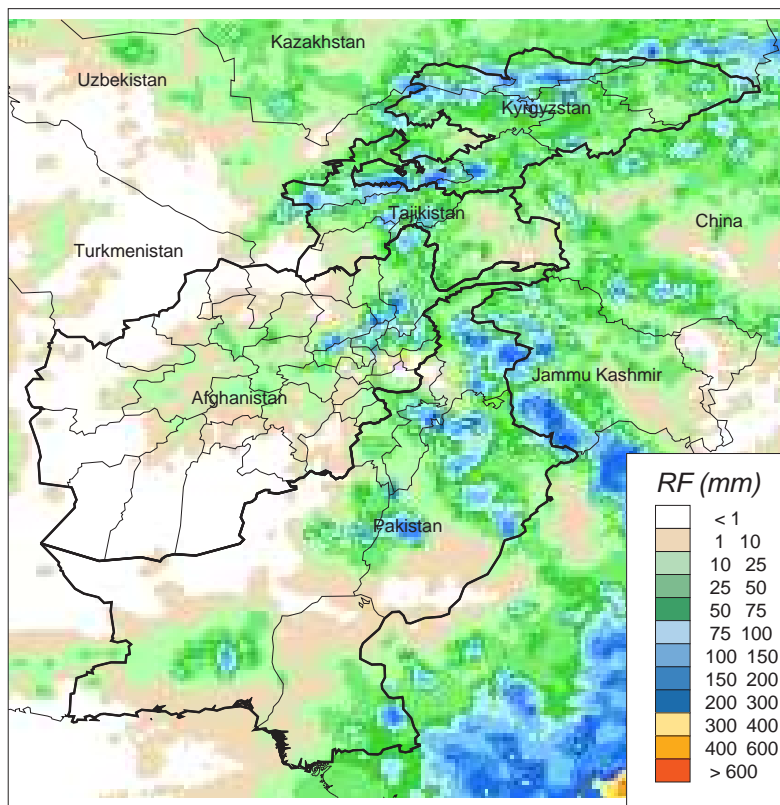 Kazakhstan
Uzbekistan
Kyrgyzstan
Tajikistan
China
Turkmenistan
Jammu Kashmir
Afghanistan
Pakistan
RF (mm)
< 1
1 10
10 25
25 50
50 75
75 100
100 150
150 200
200 300
300 400
400 600
> 600